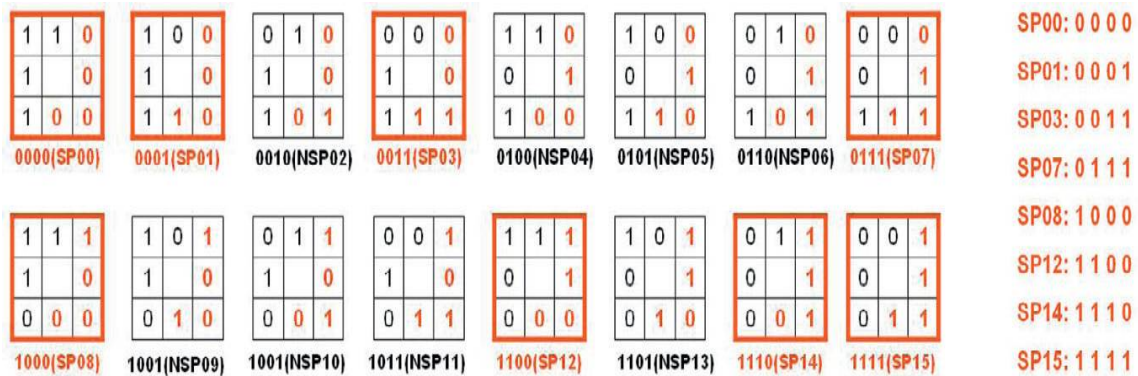 1 1 0 1 0 0 0 1 0 0 0 0 1 1 0 1 0 0 0 1 0 0 0 0 SP00: 0 0 0 0
1 0 1 0 1 0 1 0 0 1 0 1 0 1 0 1 SP01: 0 0 0 1
1 0 0 1 1 0 1 0 1 1 1 1 1 0 0 1 1 0 1 0 1 1 1 1 SP03: 0 0 1 1
0000(SP00) 0001(SP01) 0010(NSP02) 0011(SP03) 0100(NSP04) 0101(NSP05) 0110(NSP06) 0111(SP07) SP07: 0 1 1 1
1 1 1 1 0 1 0 1 1 0 0 1 1 1 1 1 0 1 0 1 1 0 0 1 SP08: 1 0 0 0
1 0 1 0 1 0 1 0 0 1 0 1 0 1 0 1 SP12: 1 1 0 0
0 0 0 0 1 0 0 0 1 0 1 1 0 0 0 0 1 0 0 0 1 0 1 1 SP14: 1 1 1 0
1000(SP08) 1001(NSP09) 1001(NSP10) 1011(NSP11) 1100(SP12) 1101(NSP13) 1110(SP14) 1111(SP15) SP15: 1 1 1 1